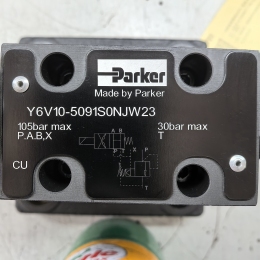 Parker
Made by Parker
Y6V10-5091S0NJW23
105bar max 30bar max
P.A.B,X T
A B
P T X P
CU
T